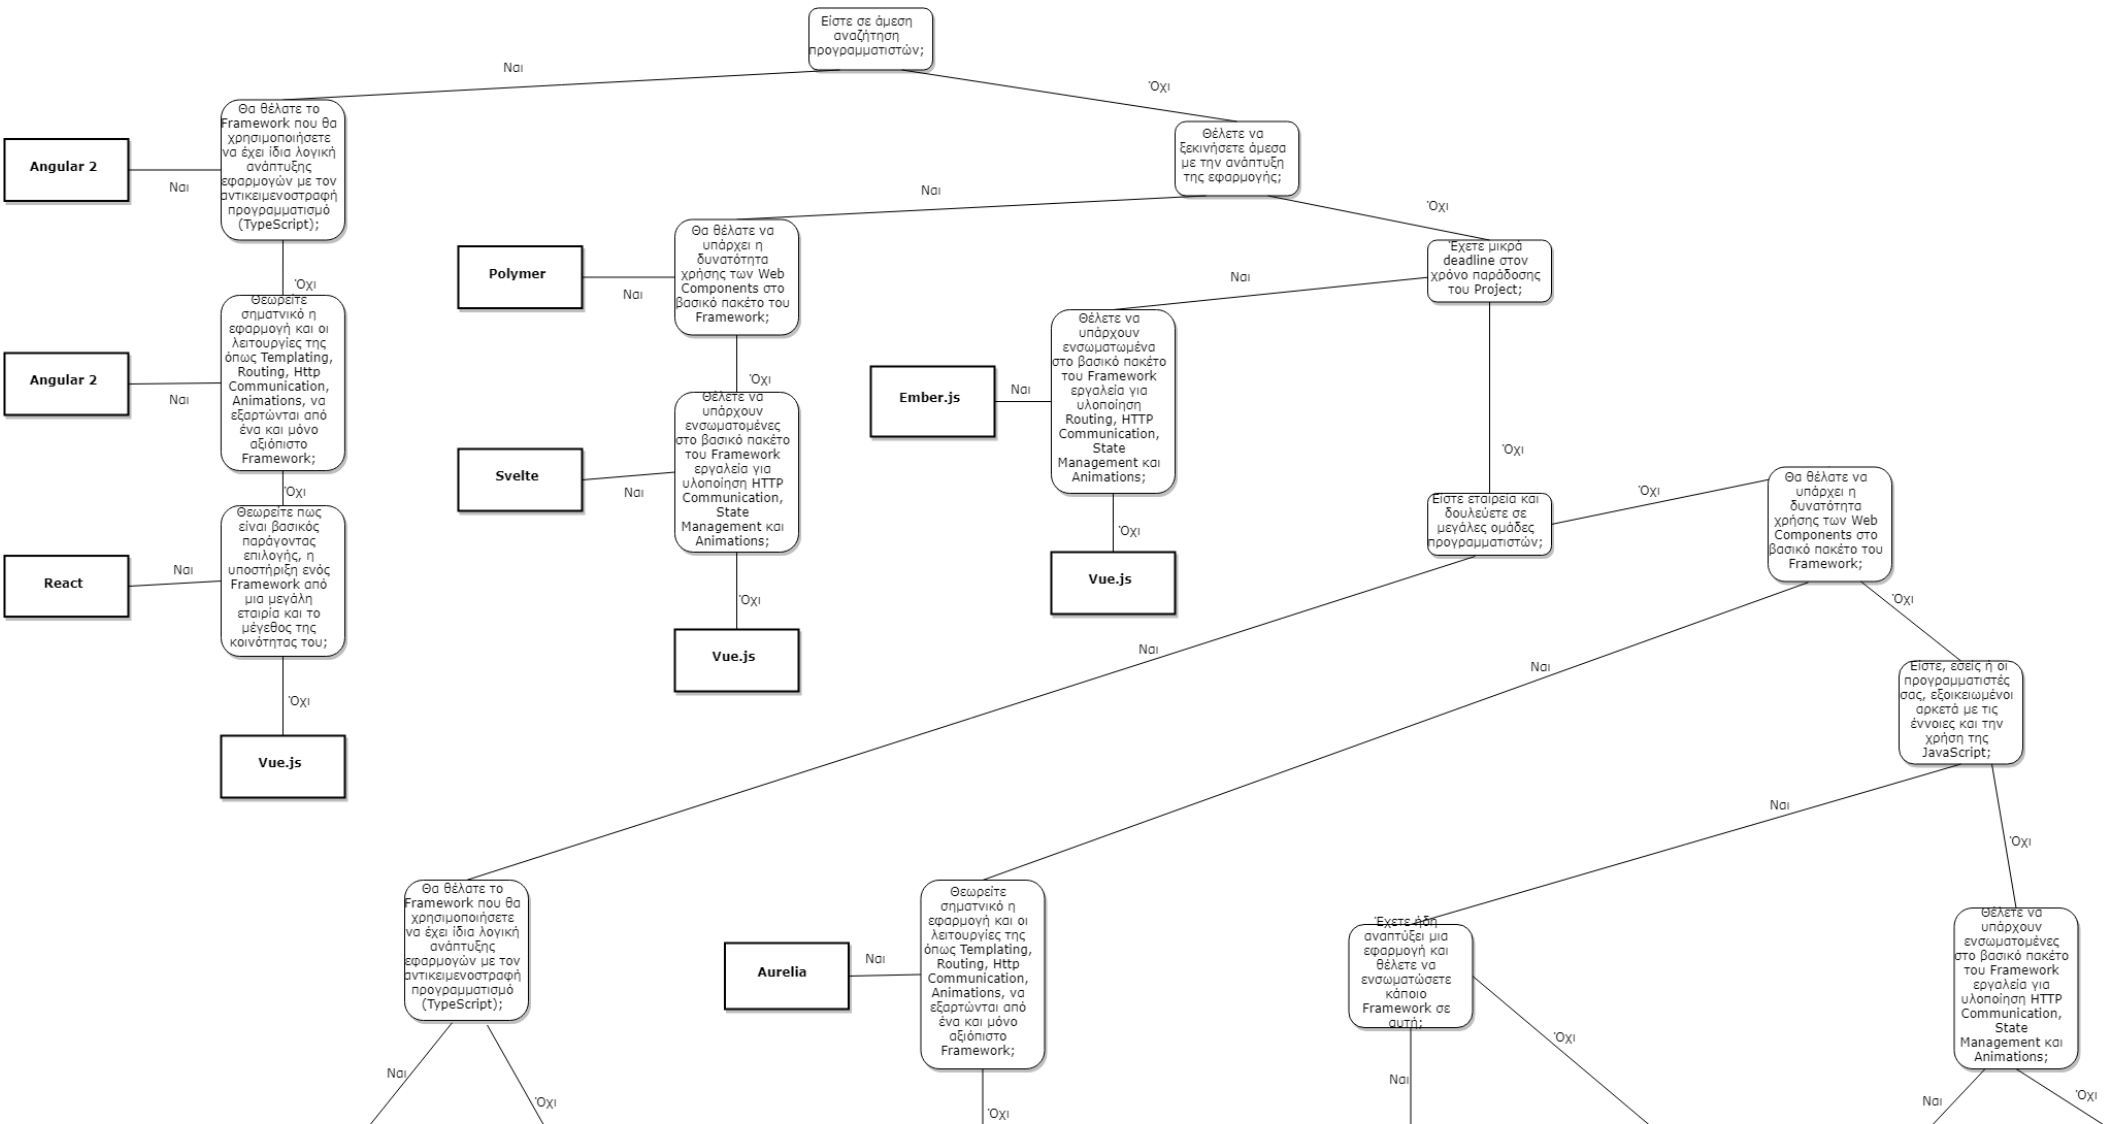 Είστε σε άμεση
αναζήτηση
προγραμματιστών;
Ναι
Όχι
Θα θέλατε το
Framework που θα
χρησιμοποιήσετε
να έχει ίδια λογική
ανάπτυξης
εφαρμογών με τον
αντικειμενοστραφή
προγραμματισμό
(TypeScript);
Angular 2
Ναι
Όχι
Θέλετε να
ξεκινήσετε άμεσα
με την ανάπτυξη
της εφαρμογής;
Ναι
Όχι
Θα θέλατε να
υπάρχει η
δυνατότητα
χρήσης των Web
Components στο
βασικό πακέτο του
Framework;
Polymer
Ναι
Όχι
Έχετε μικρά
deadline στον
χρόνο παράδοσης
του Project;
Ναι
Όχι
Θεωρείτε
σηματνικό η
εφαρμογή και οι
λειτουργίες της
όπως Templating,
Routing, Http
Communication,
Animations, να
εξαρτώνται από
ένα και μόνο
αξιόπιστο
Framework;
Angular 2
Ναι
Όχι
Θέλετε να
υπάρχουν
ενσωματομένες
στο βασικό πακέτο
του Framework
εργαλεία για
υλοποίηση HTTP
Communication,
State
Management και
Animations;
Svelte
Ναι
Όχι
Vue.js
Θέλετε να
υπάρχουν
ενσωματωμένα
στο βασικό πακέτο
του Framework
εργαλεία για
υλοποίηση
Routing, HTTP
Communication,
State
Management και
Animations;
Ember.js
Ναι
Όχι
Vue.js
Είστε εταιρεία και
δουλεύετε σε
μεγάλες ομάδες
προγραμματιστών;
Όχι
Ναι
Θα θέλατε να
υπάρχει η
δυνατότητα
χρήσης των Web
Components στο
βασικό πακέτο του
Framework;
Ναι
Όχι
Θεωρείτε πως
είναι βασικός
παράγοντας
επιλογής, η
υποστήριξη ενός
Framework από
μια μεγάλη
εταιρία και το
μέγεθος της
κοινότητας του;
React
Ναι
Όχι
Vue.js
Είστε, εσείς ή οι
προγραμματιστές
σας, εξοικειωμένοι
αρκετά με τις
έννοιες και την
χρήση της
JavaScript;
Ναι
Όχι
Θα θέλατε το
Framework που θα
χρησιμοποιήσετε
να έχει ίδια λογική
ανάπτυξης
εφαρμογών με τον
αντικειμενοστραφή
προγραμματισμό
(TypeScript);
Ναι
Όχι
Θεωρείτε
σηματνικό η
εφαρμογή και οι
λειτουργίες της
όπως Templating,
Routing, Http
Communication,
Animations, να
εξαρτώνται από
ένα και μόνο
αξιόπιστο
Framework;
Aurelia
Ναι
Όχι
Έχετε ήδη
αναπτύξει μια
εφαρμογή και
θέλετε να
ενσωματώσετε
κάποιο
Framework σε
αυτή;
Ναι
Όχι
Θέλετε να
υπάρχουν
ενσωματομένες
στο βασικό πακέτο
του Framework
εργαλεία για
υλοποίηση HTTP
Communication,
State
Management και
Animations;
Ναι
Όχι